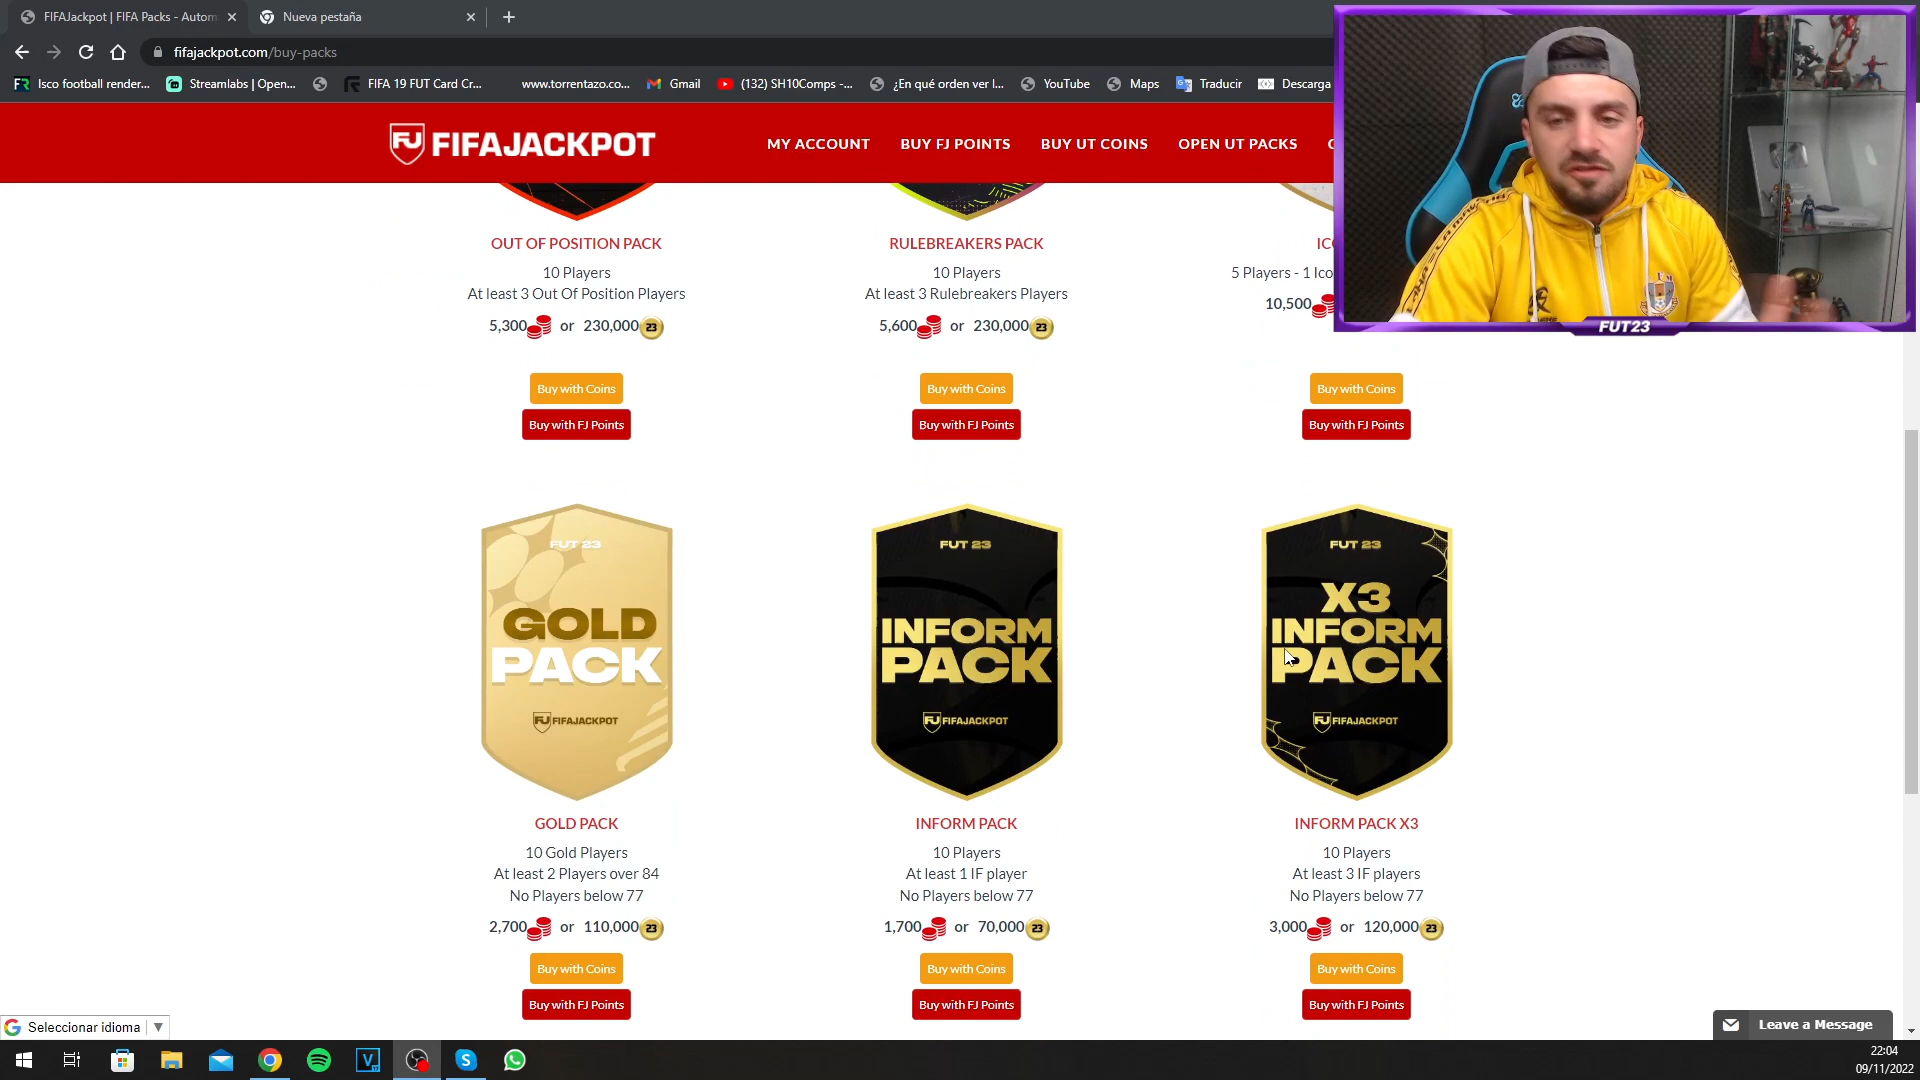 FIFAJackpot | FIFA Packs - Autom
Nueva pestaña
fifajackpot.com/buy-packs
Isco football render...
Streamlabs | Open...
FIFA 19 FUT Card Cr...
www.torrentazo.co...
Gmail
(132) SH10Comps -...
¿En qué orden ver l...
YouTube
Maps
Traducir
Descarga
FJ FIFAJACKPOT
MY ACCOUNT
BUY FJ POINTS
BUY UT COINS
OPEN UT PACKS
FUT23
OUT OF POSITION PACK
10 Players
At least 3 Out Of Position Players
5,300 or 230,000 23
Buy with Coins
Buy with FJ Points
RULEBREAKERS PACK
10 Players
At least 3 Rulebreakers Players
5,600 or 230,000 23
Buy with Coins
Buy with FJ Points
IC
5 Players - 1 Ico
10,500
Buy with Coins
Buy with FJ Points
FUT 23
GOLD
PACK
FJ FIFAJACKPOT
GOLD PACK
10 Gold Players
At least 2 Players over 84
No Players below 77
2,700 or 110,000 23
Buy with Coins
Buy with FJ Points
FUT 23
INFORM
PACK
FJ FIFAJACKPOT
INFORM PACK
10 Players
At least 1 IF player
No Players below 77
1,700 or 70,000 23
Buy with Coins
Buy with FJ Points
FUT 23
X3
INFORM
PACK
FJ FIFAJACKPOT
INFORM PACK X3
10 Players
At least 3 IF players
No Players below 77
3,000 or 120,000 23
Buy with Coins
Buy with FJ Points
Seleccionar idioma
Leave a Message
22:04
09/11/2022